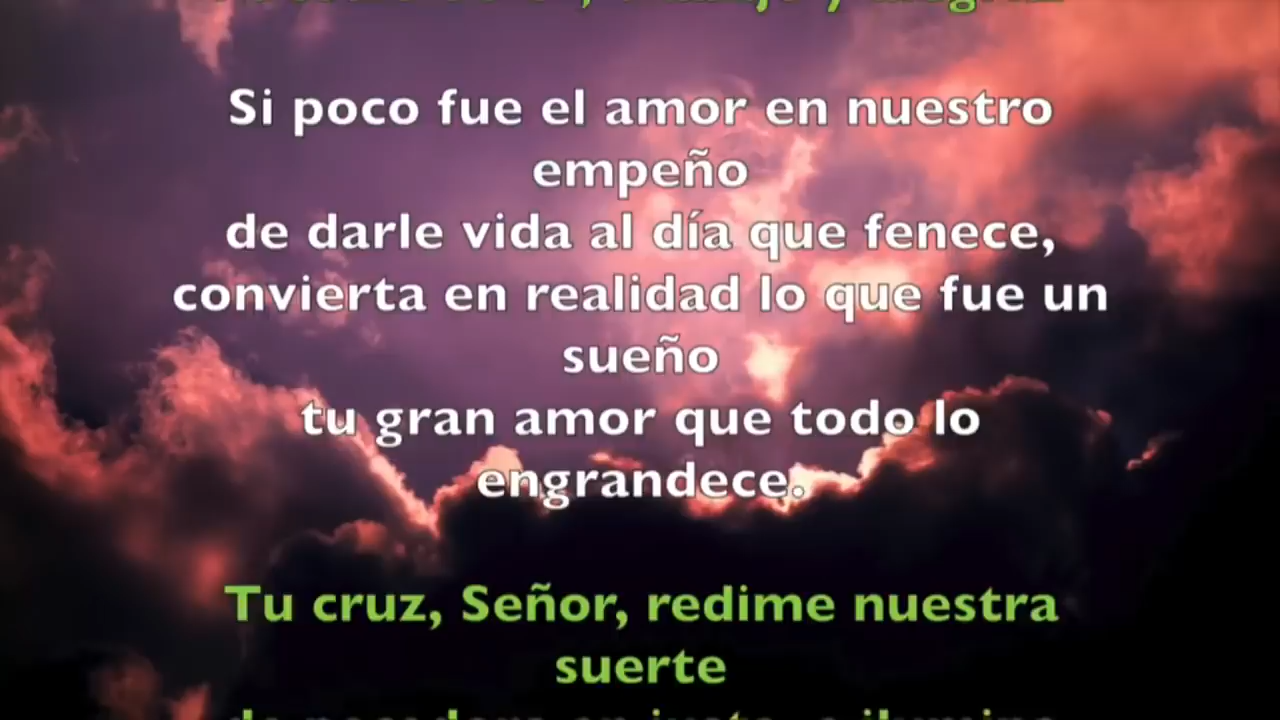 Si poco fue el amor en nuestro
empeño
de darle vida al día que fenece,
convierta en realidad lo que fue un
sueño
tu gran amor que todo lo
engrandece.
Tu cruz, Señor, redime nuestra
suerte